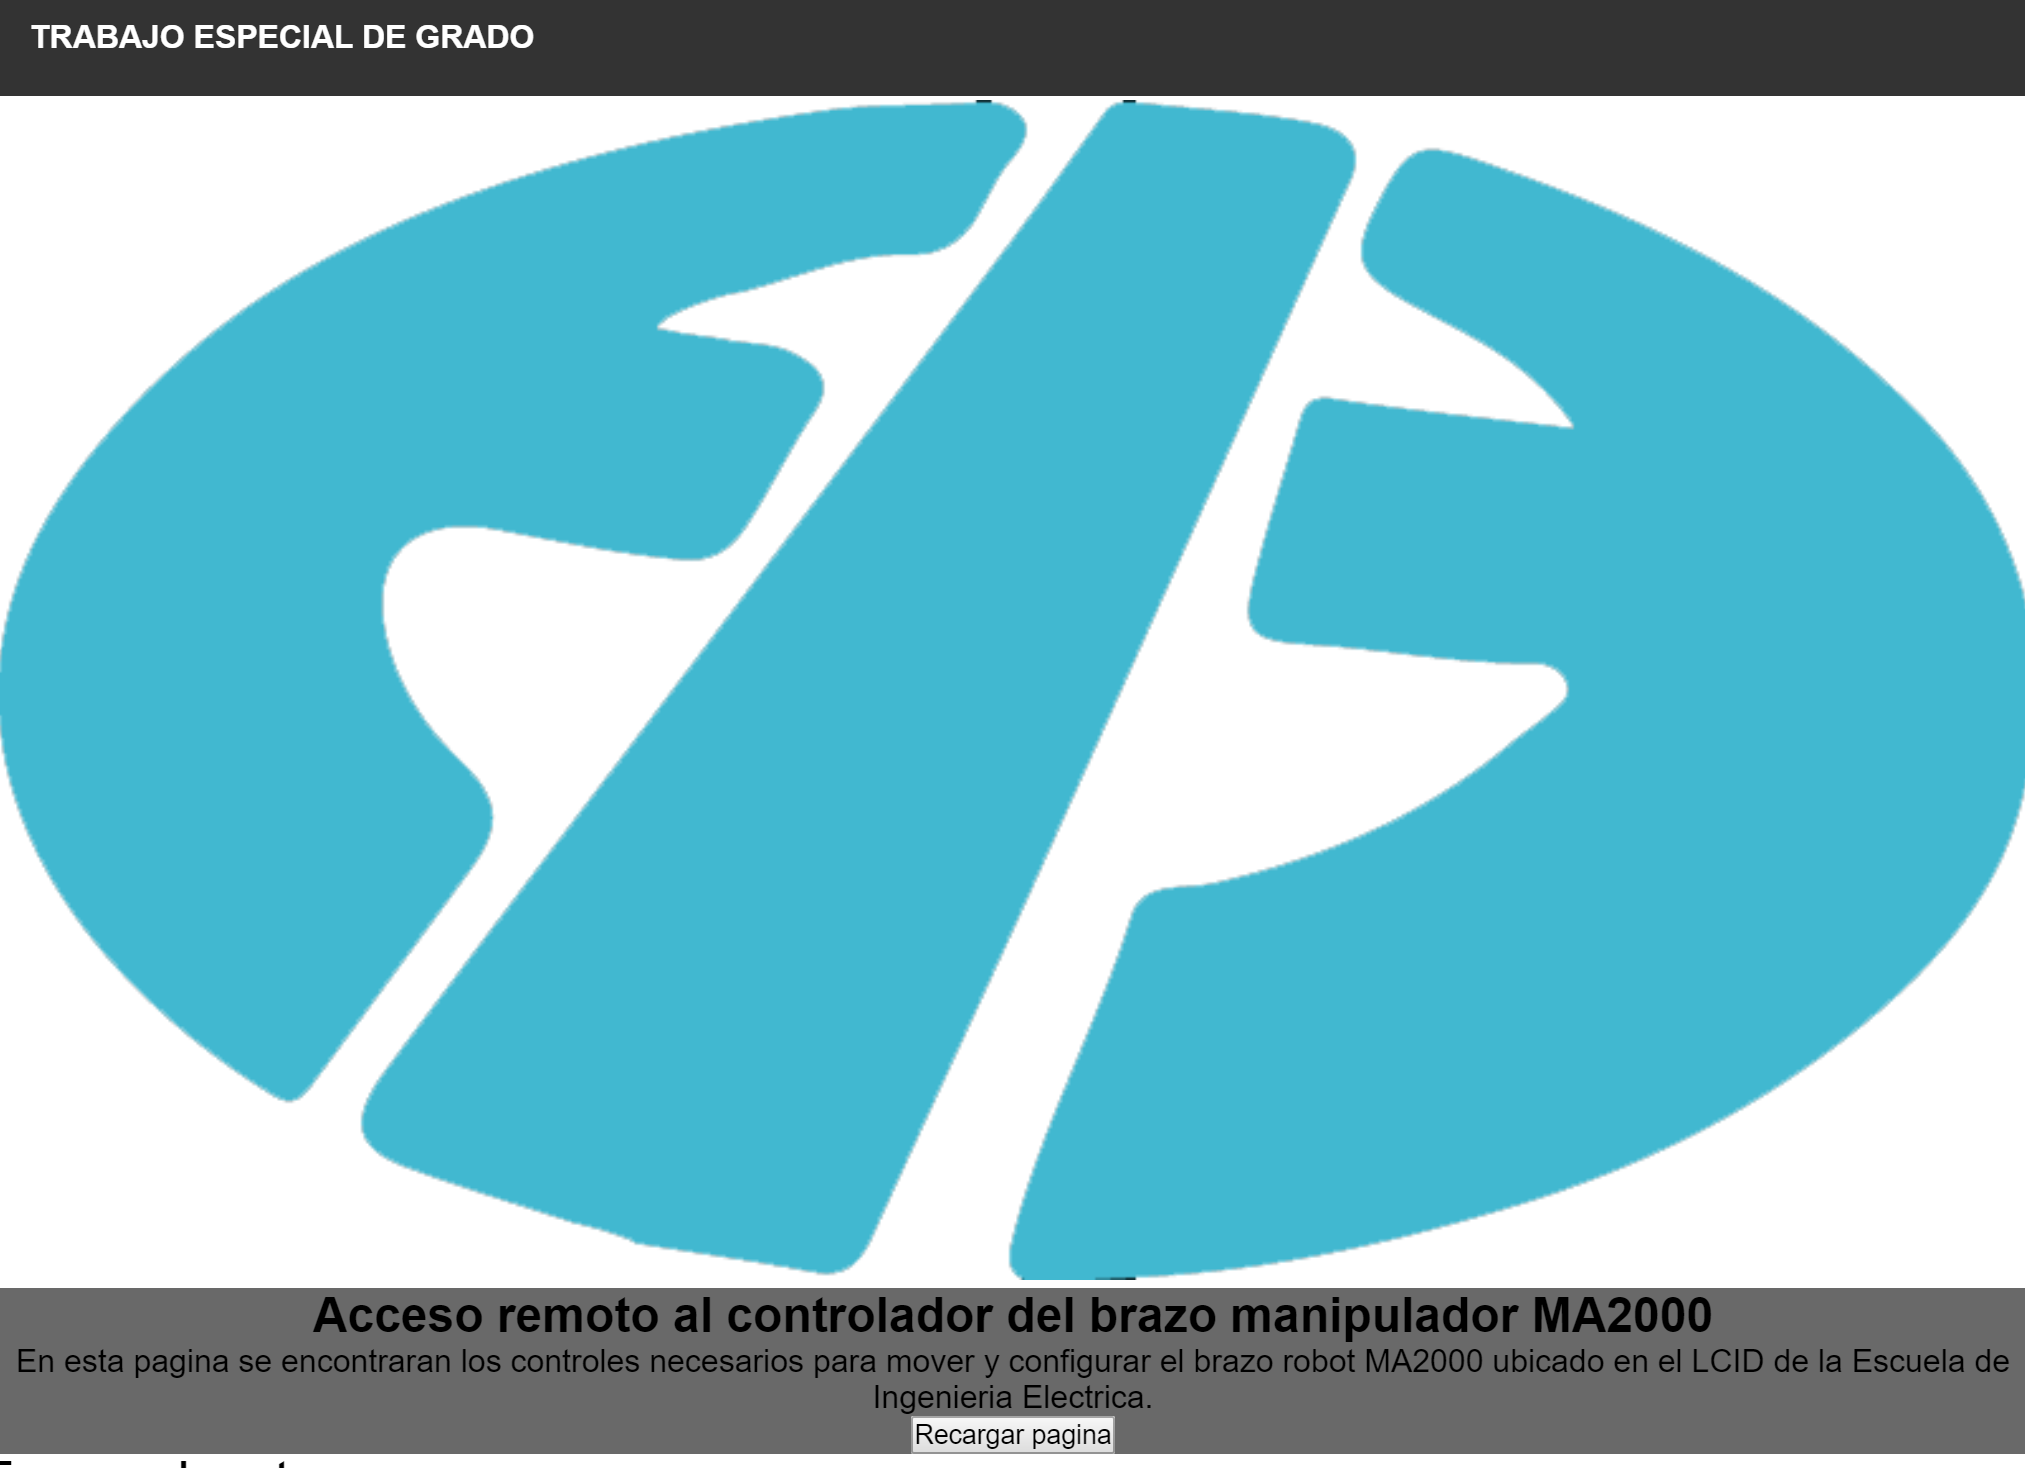 TRABAJO ESPECIAL DE GRADO
Acceso remoto al controlador del brazo manipulador MA2000
En esta pagina se encontraran los controles necesarios para mover y configurar el brazo robot MA2000 ubicado en el LCID de la Escuela de
Ingenieria Electrica.
Recargar pagina